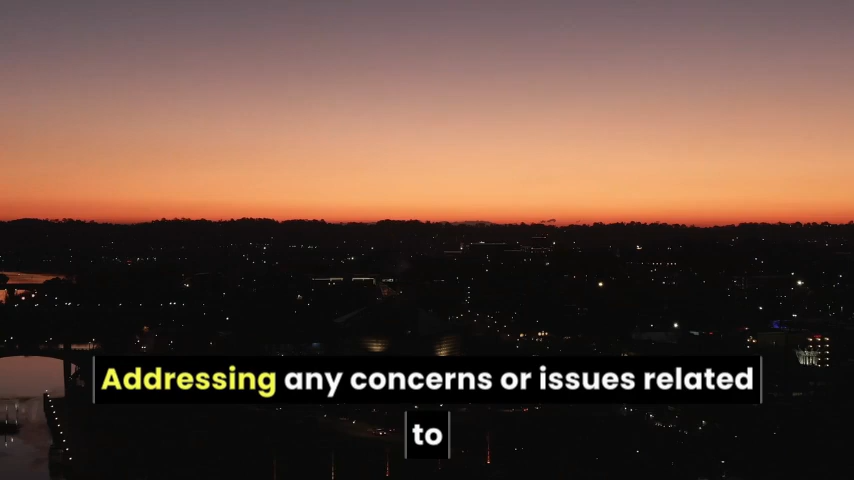 Addressing any concerns or issues related
to